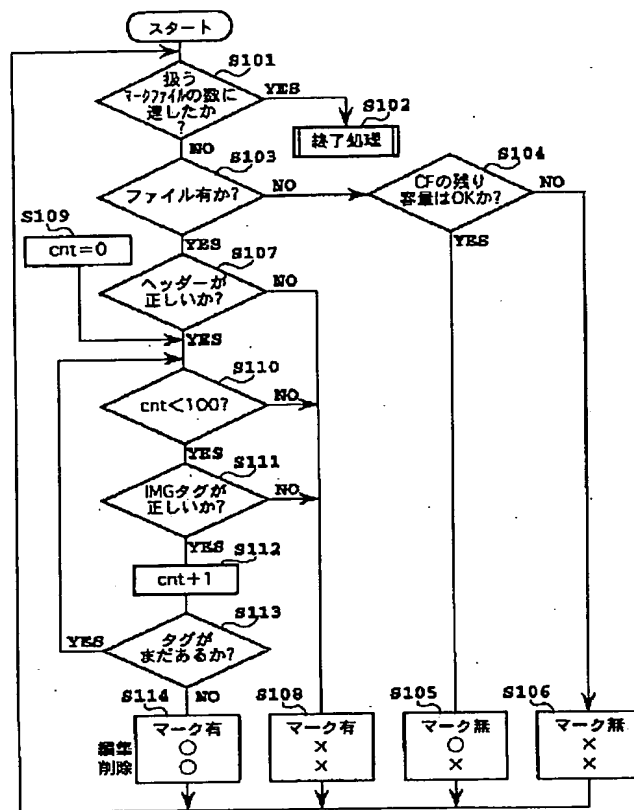 スタート
S101
扱う
マークファイルの数に
達したか
?
YES
S102
終了処理
NO
S103
ファイル有か?
NO
S104
CFの残り
容量はOKか?
NO
YES
S109
cnt=0
YES
S107
ヘッダーが
正しいか?
NO
YES
S110
cnt<100?
NO
YES
S111
IMGタグが
正しいか?
NO
YES
S112
cnt+1
S113
タグが
まだあるか?
YES
NO
S114
マーク有
編集 ○
削除 ○
S108
マーク有
×
×
S105
マーク無
○
×
S106
マーク無
×
×